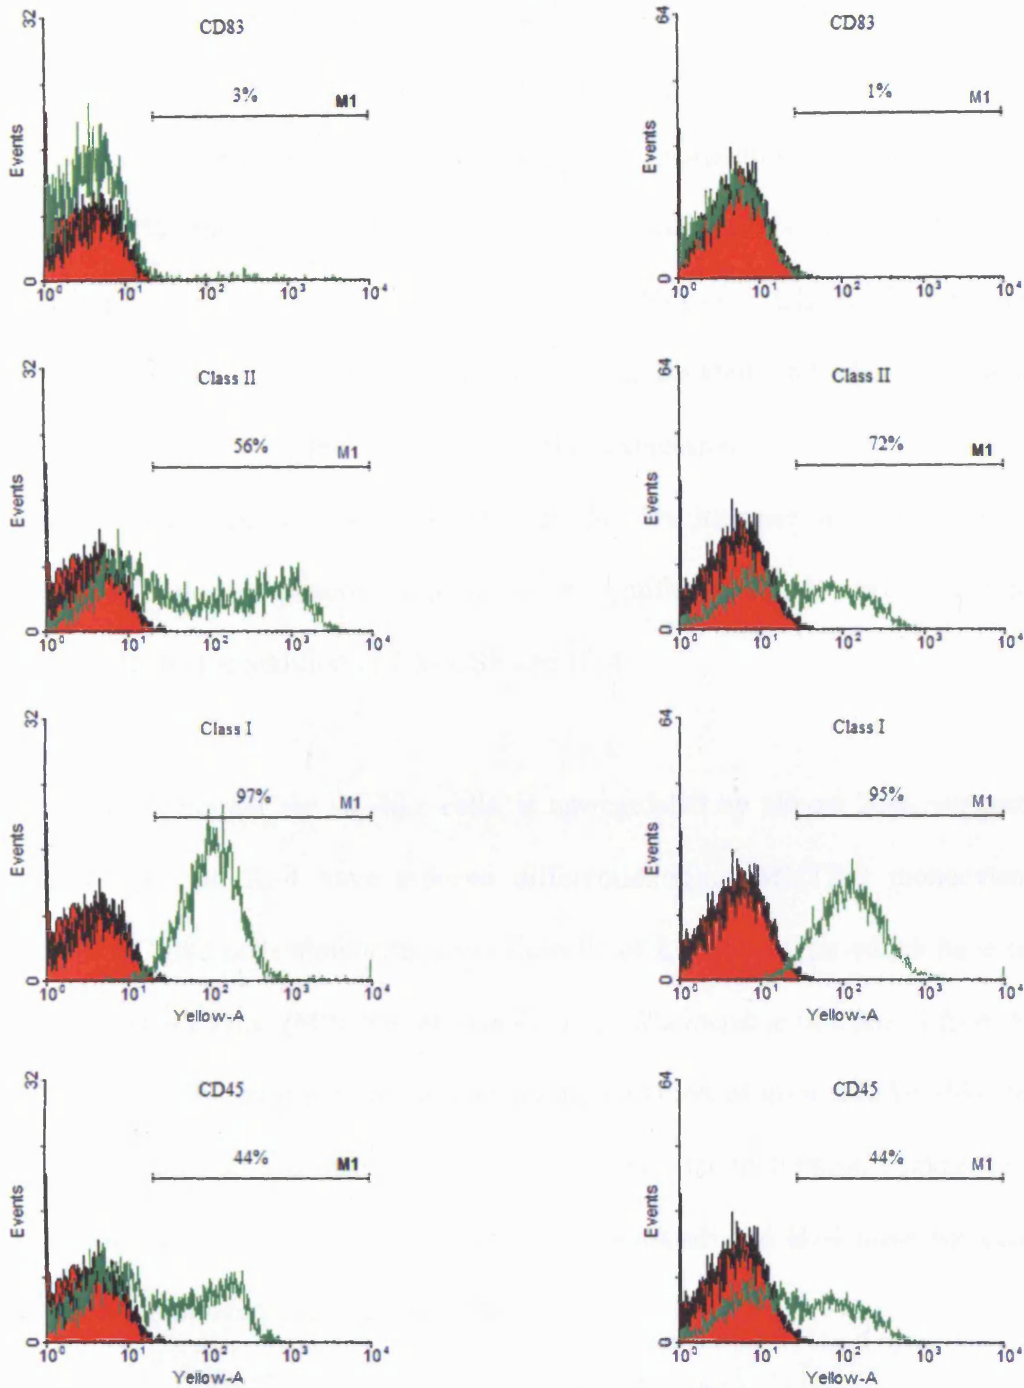 32
CD83
3% M1
Events
0
10⁰ 10¹ 10² 10³ 10⁴
64
CD83
1% M1
Events
0
10⁰ 10¹ 10² 10³ 10⁴
32
Class II
56% M1
Events
0
10⁰ 10¹ 10² 10³ 10⁴
64
Class II
72% M1
Events
0
10⁰ 10¹ 10² 10³ 10⁴
32
Class I
97% M1
Events
0
10⁰ 10¹ 10² 10³ 10⁴
Yellow-A
64
Class I
95% M1
Events
0
10⁰ 10¹ 10² 10³ 10⁴
Yellow-A
32
CD45
44% M1
Events
0
10⁰ 10¹ 10² 10³ 10⁴
Yellow-A
64
CD45
44% M1
Events
0
10⁰ 10¹ 10² 10³ 10⁴
Yellow-A